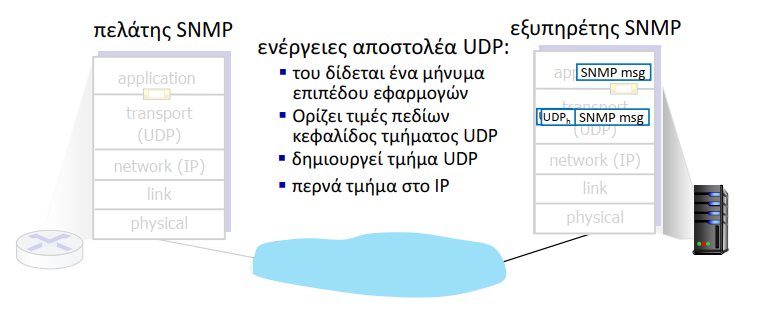 πελάτης SNMP
εξυπηρέτης SNMP
ενέργειες αποστολέα UDP:
του δίδεται ένα μήνυμα
επιπέδου εφαρμογών
Ορίζει τιμές πεδίων
κεφαλίδος τμήματος UDP
δημιουργεί τμήμα UDP
περνά τμήμα στο IP
application
transport
(UDP)
network (IP)
link
physical
SNMP msg
UDPh SNMP msg
(UDP)
network (IP)
link
physical